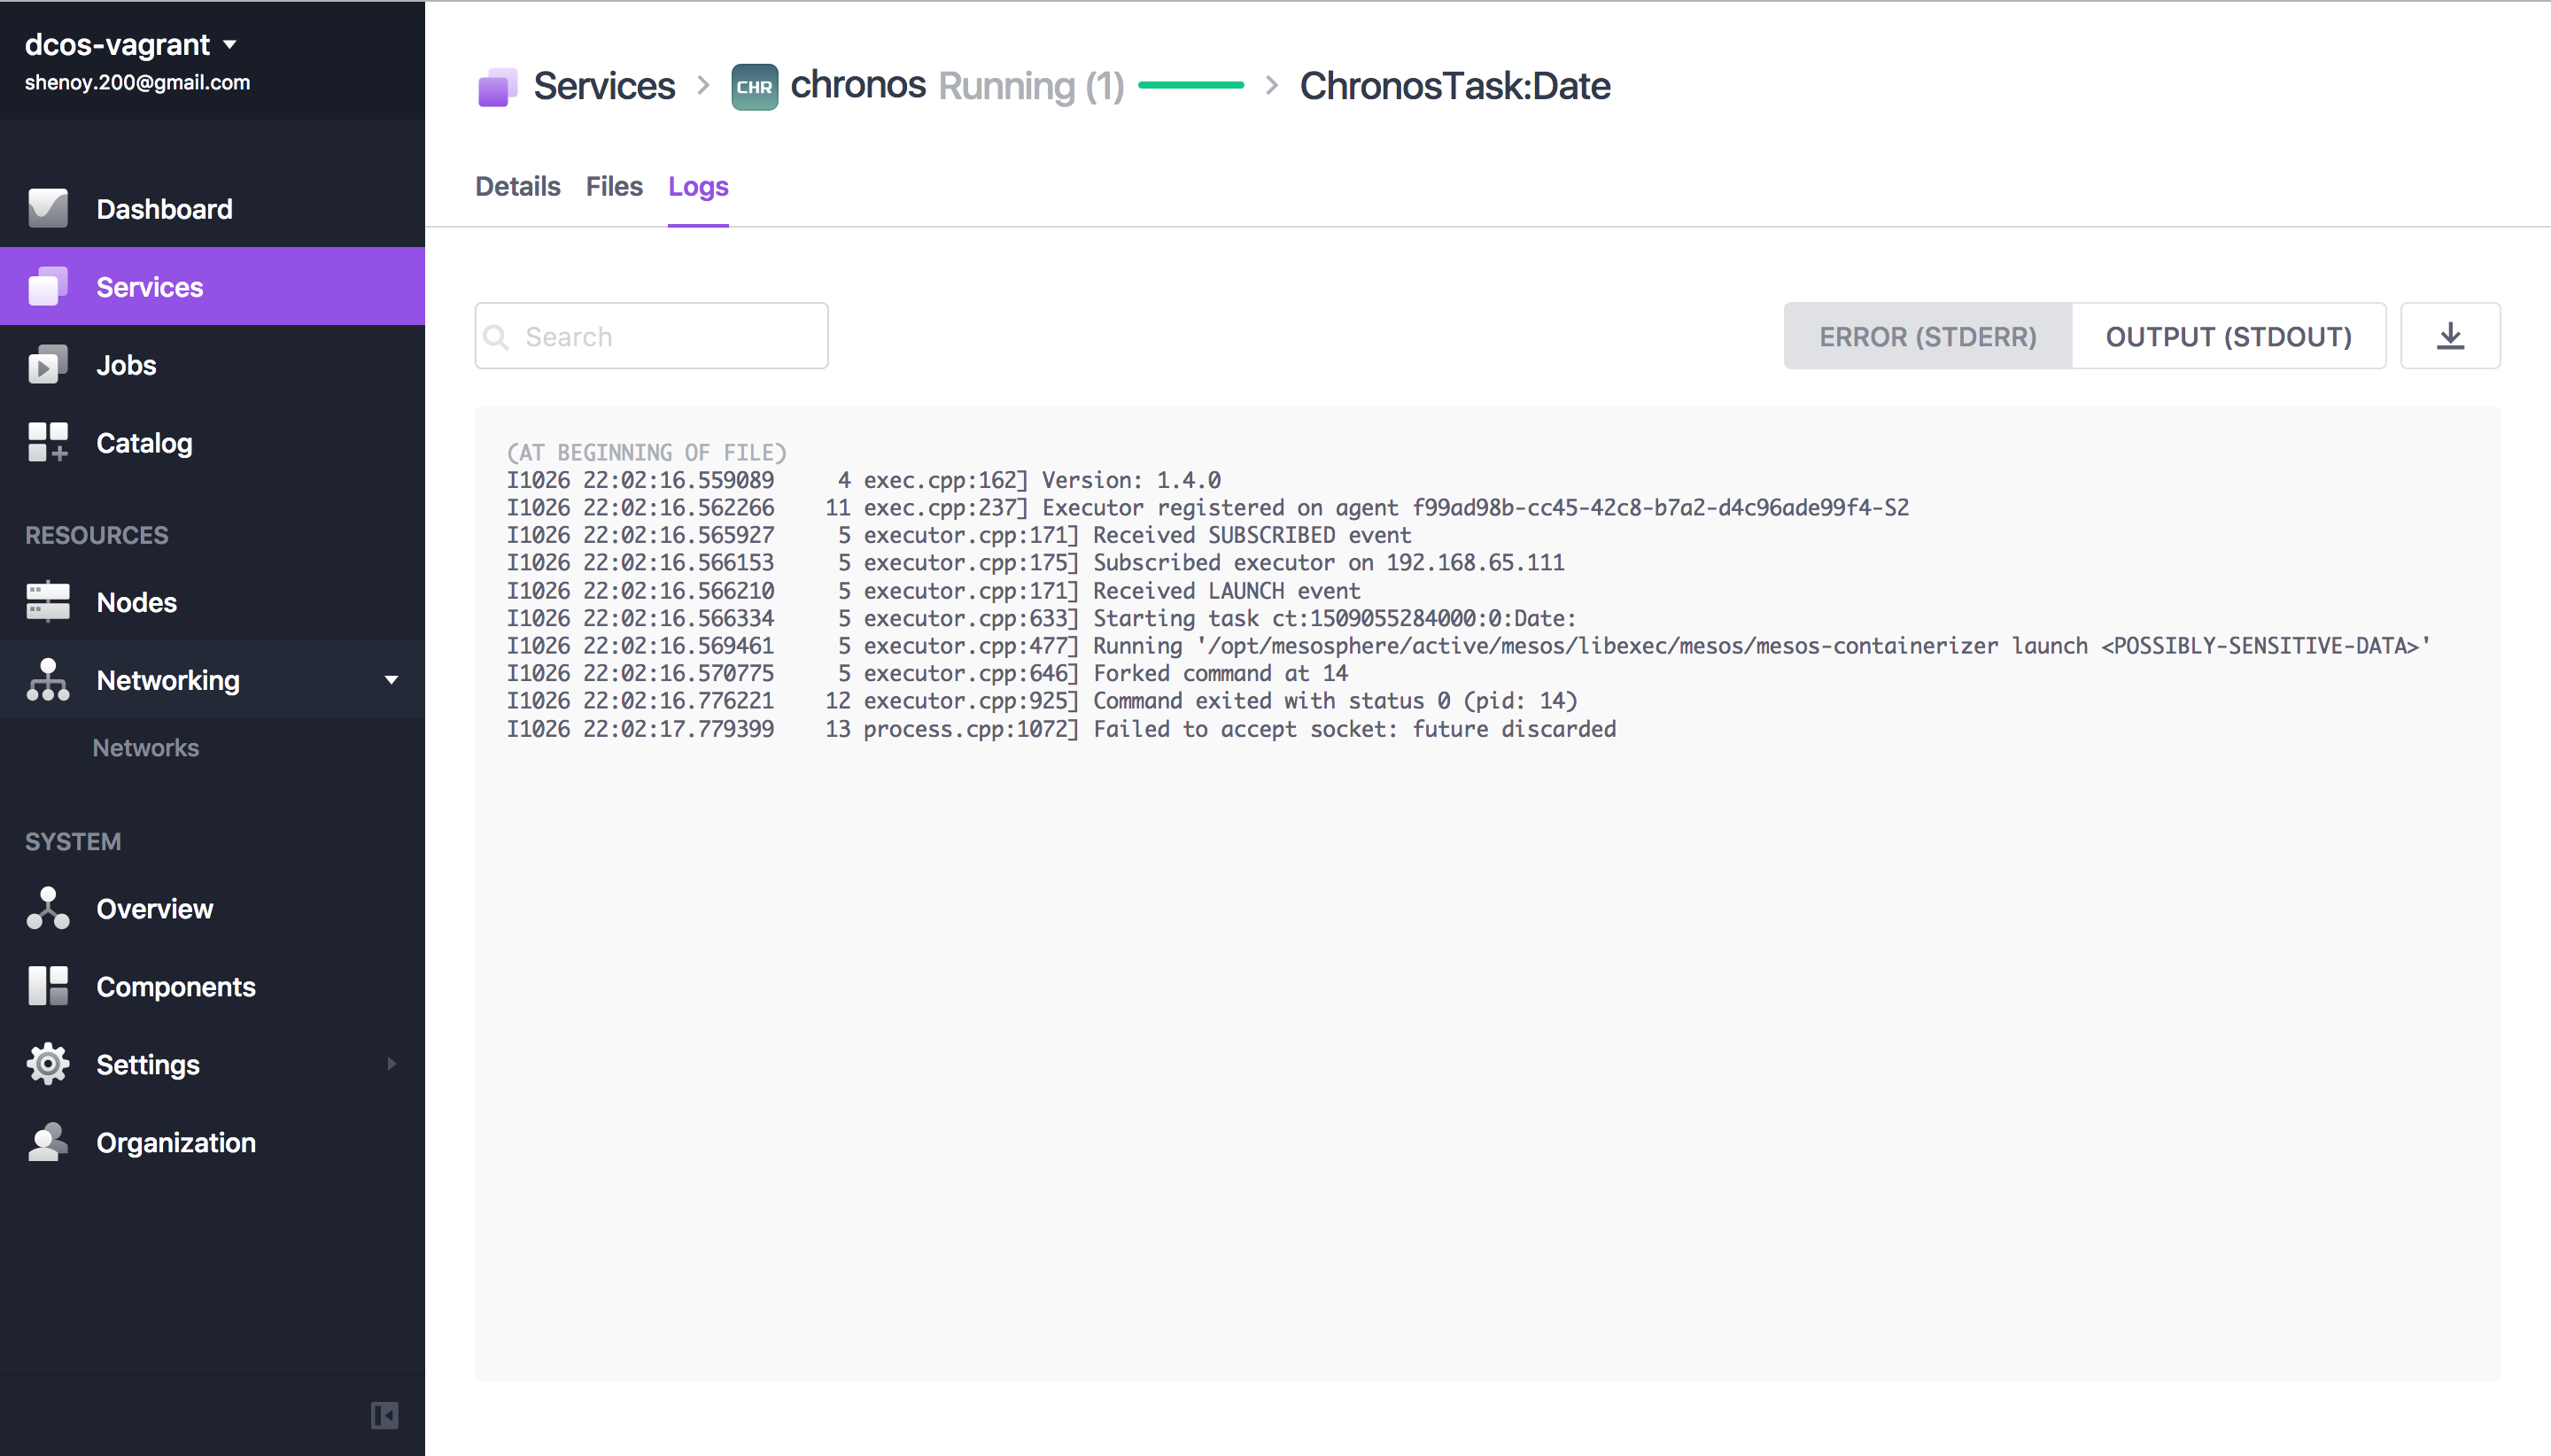 dcos-vagrant
shenoy.200@gmail.com
Dashboard
Services
Jobs
Catalog
RESOURCES
Nodes
Networking
Networks
SYSTEM
Overview
Components
Settings
Organization
Services > CHR chronos Running (1) > ChronosTask:Date
Details Files Logs
Search
ERROR (STDERR) OUTPUT (STDOUT)
(AT BEGINNING OF FILE)
I1026 22:02:16.559089     4 exec.cpp:162] Version: 1.4.0
I1026 22:02:16.562266    11 exec.cpp:237] Executor registered on agent f99ad98b-cc45-42c8-b7a2-d4c96ade99f4-S2
I1026 22:02:16.565927     5 executor.cpp:171] Received SUBSCRIBED event
I1026 22:02:16.566153     5 executor.cpp:175] Subscribed executor on 192.168.65.111
I1026 22:02:16.566210     5 executor.cpp:171] Received LAUNCH event
I1026 22:02:16.566334     5 executor.cpp:633] Starting task ct:1509055284000:0:Date:
I1026 22:02:16.569461     5 executor.cpp:477] Running '/opt/mesosphere/active/mesos/libexec/mesos/mesos-containerizer launch <POSSIBLY-SENSITIVE-DATA>'
I1026 22:02:16.570775     5 executor.cpp:646] Forked command at 14
I1026 22:02:16.776221    12 executor.cpp:925] Command exited with status 0 (pid: 14)
I1026 22:02:17.779399    13 process.cpp:1072] Failed to accept socket: future discarded